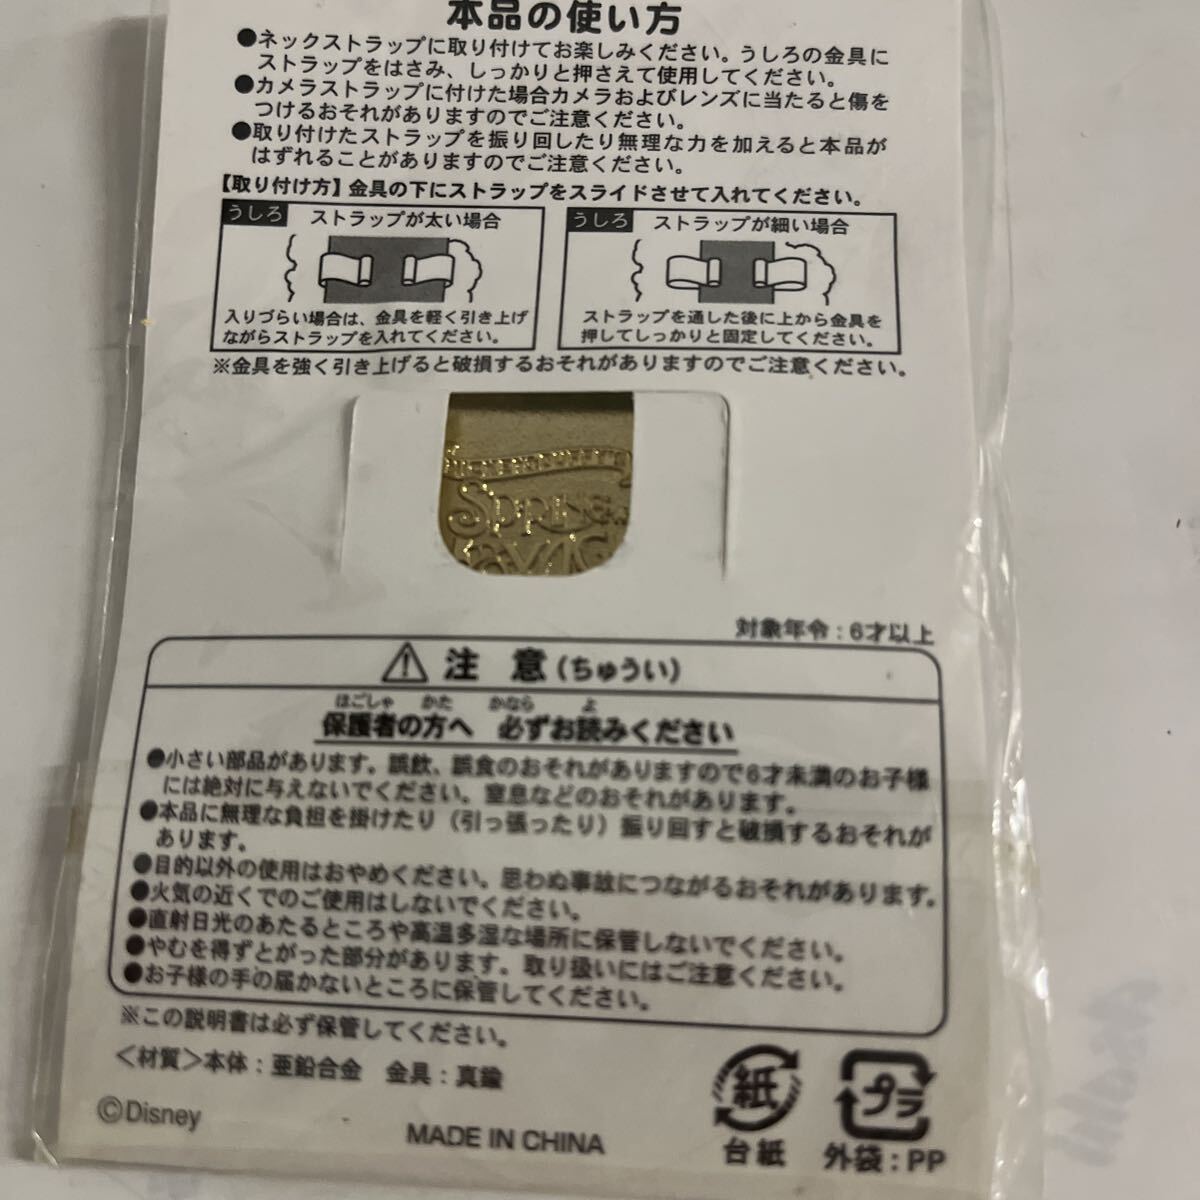 本品の使い方
●ネックストラップに取り付けてお楽しみください。うしろの金具に
ストラップをはさみ、しっかりと押さえて使用してください。
●カメラストラップに付けた場合カメラおよびレンズに当たると傷を
つけるおそれがありますのでご注意ください。
●取り付けたストラップを振り回したり無理な力を加えると本品が
はずれることがありますのでご注意ください。
【取り付け方】金具の下にストラップをスライドさせて入れてください。
うしろ ストラップが太い場合
入りづらい場合は、金具を軽く引き上げ
ながらストラップを入れてください。
うしろ ストラップが細い場合
ストラップを通した後に上から金具を
押してしっかりと固定してください。
※金具を強く引き上げると破損するおそれがありますのでご注意ください。
Spring
対象年令：6才以上
⚠注 意(ちゅうい)
ほごしゃ かた かなら よ
保護者の方へ 必ずお読みください
●小さい部品があります。誤飲、誤食のおそれがありますので6才未満のお子様
には絶対に与えないでください。窒息などのおそれがあります。
●本品に無理な負担を掛けたり（引っ張ったり）振り回すと破損するおそれが
あります。
●目的以外の使用はおやめください。思わぬ事故につながるおそれがあります。
●火気の近くでのご使用はしないでください。
●直射日光のあたるところや高温多湿な場所に保管しないでください。
●やむを得ずとがった部分があります。取り扱いにはご注意ください。
●お子様の手の届かないところに保管してください。
※この説明書は必ず保管してください。
＜材質＞本体：亜鉛合金 金具：真鍮
©Disney
MADE IN CHINA
紙
台紙
プラ
外袋：PP